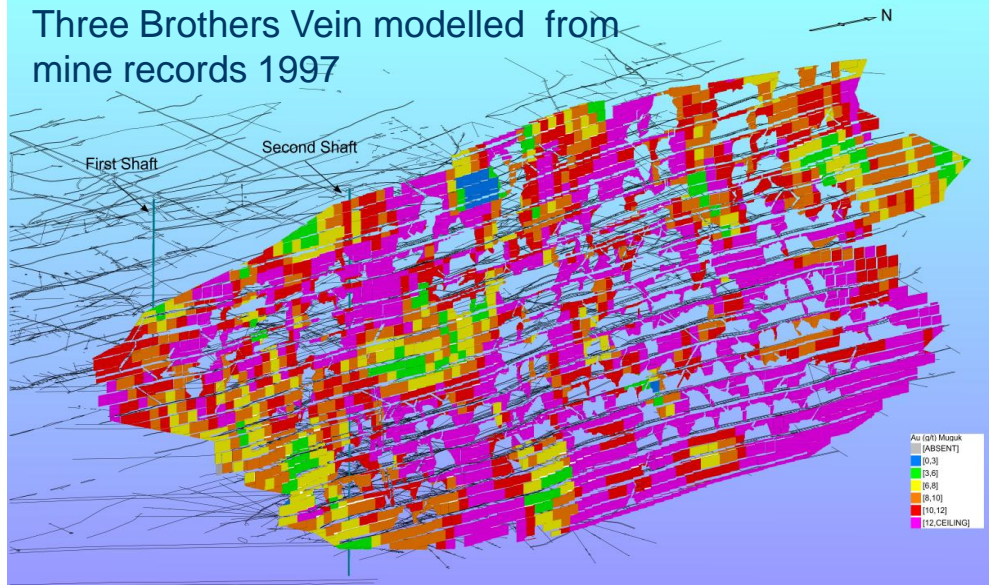 Three Brothers Vein modelled from
mine records 1997
N
First Shaft
Second Shaft
Au (g/t) Muguk
[ABSENT]
[0,3]
[3,6]
[6,8]
[8,10]
[10,12]
[12,CEILING]